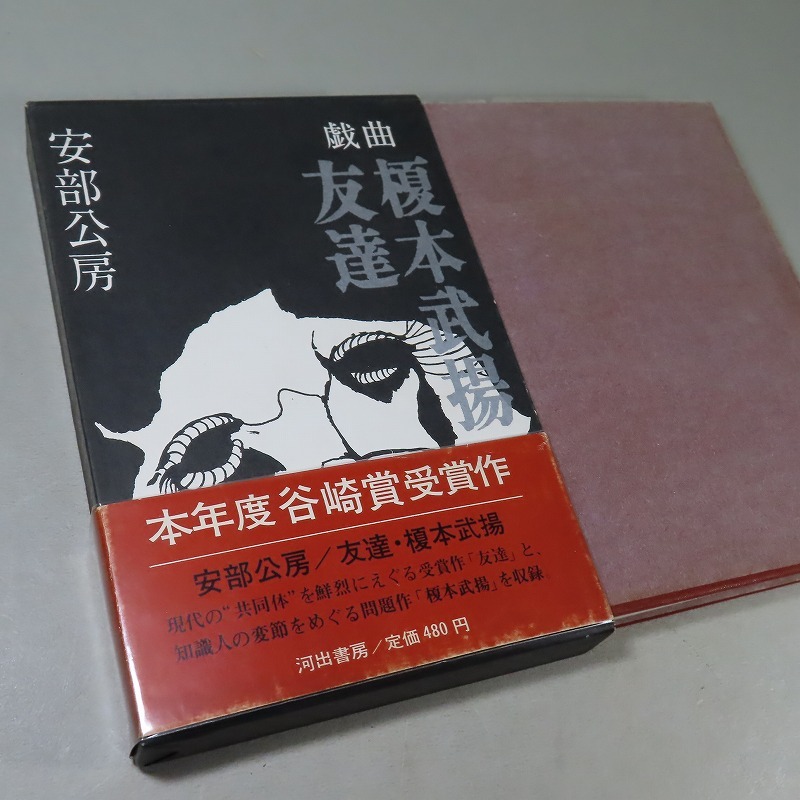 戯曲
友達
榎本武揚
安部公房
本年度谷崎賞受賞作
安部公房/友達・榎本武揚
現代の“共同体”を鮮烈にえぐる受賞作「友達」と、
知識人の変節をめぐる問題作「榎本武揚」を収録
河出書房/定価480円